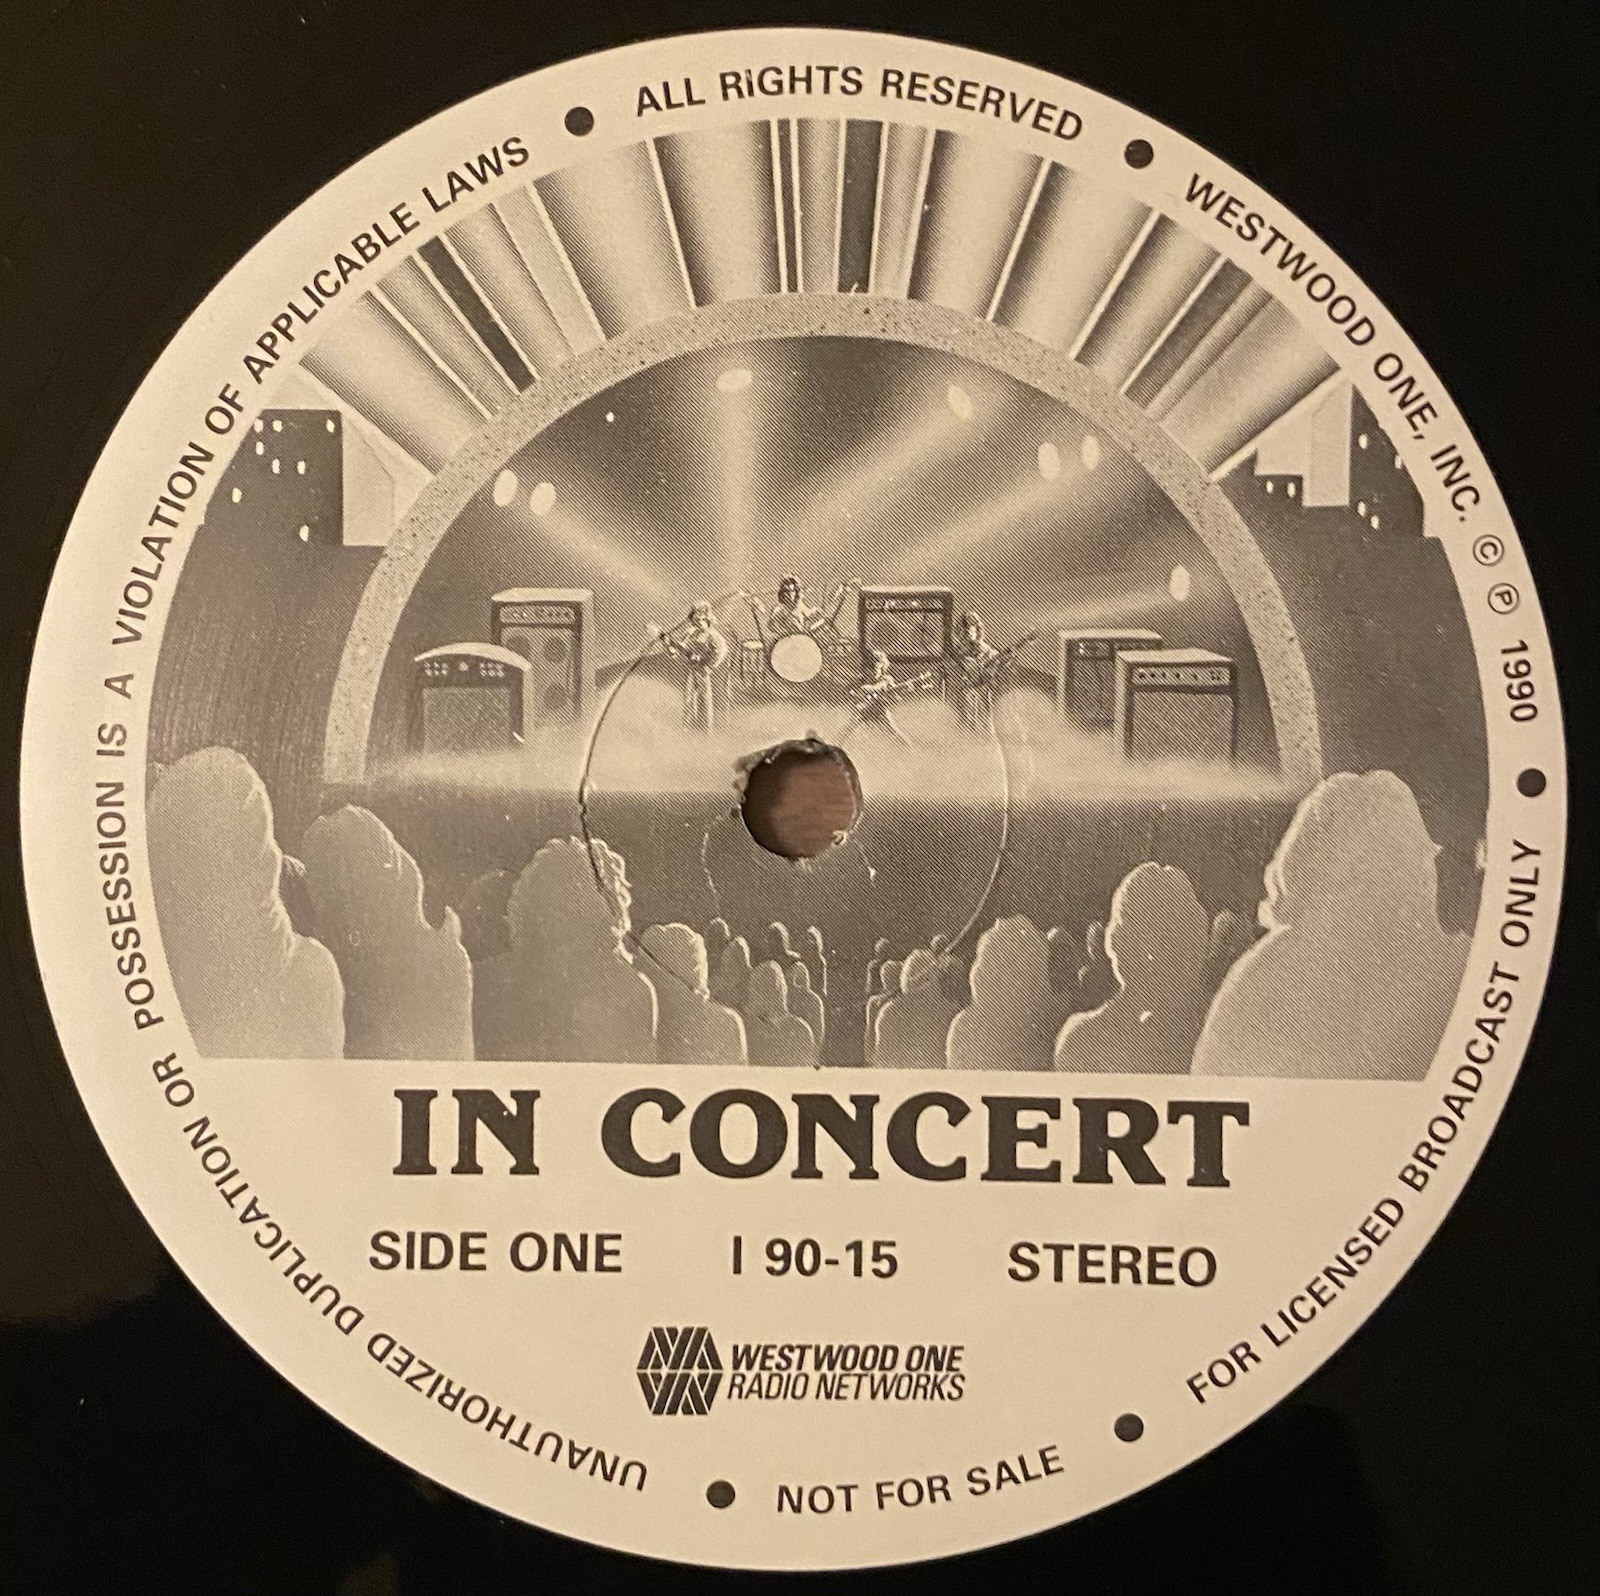 UNAUTHORIZED DUPLICATION OR POSSESSION IS A VIOLATION OF APPLICABLE LAWS ● ALL RIGHTS RESERVED ● WESTWOOD ONE, INC. © ℗ 1990 ● FOR LICENSED BROADCAST ONLY ● NOT FOR SALE ●
IN CONCERT
SIDE ONE I 90-15 STEREO
WESTWOOD ONE
RADIO NETWORKS